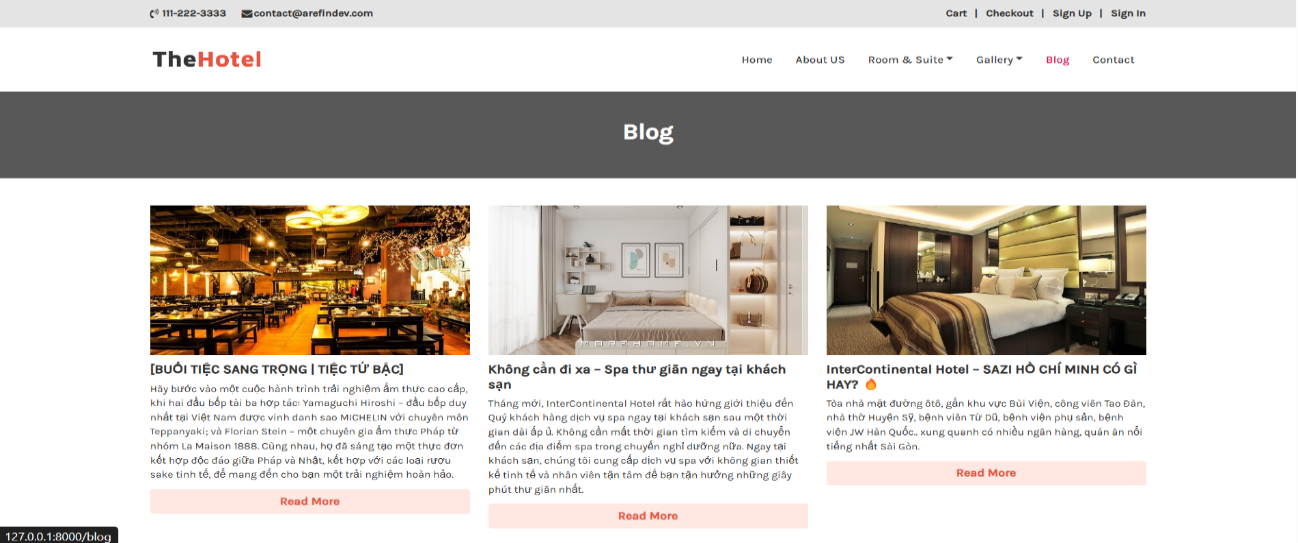 111-222-3333 contact@arefindev.com Cart | Checkout | Sign Up | Sign In
TheHotel Home About US Room & Suite Gallery Blog Contact
Blog
[BUỔI TIỆC SANG TRỌNG | TIỆC TỨ BẬC]
Hãy bước vào một cuộc hành trình trải nghiệm ẩm thực cao cấp,
khi hai đầu bếp tài ba hợp tác: Yamaguchi Hiroshi – đầu bếp duy
nhất tại Việt Nam được vinh danh sao MICHELIN với chuyên môn
Teppanyaki; và Florian Stein – một chuyên gia ẩm thực Pháp từ
nhóm La Maison 1888. Cùng nhau, họ đã sáng tạo một thực đơn
kết hợp độc đáo giữa Pháp và Nhật, kết hợp với các loại rượu
sake tinh tế, để mang đến cho bạn một trải nghiệm hoàn hảo.
Read More
MOREHOME.VN
Không cần đi xa – Spa thư giãn ngay tại khách
sạn
Tháng mới, InterContinental Hotel rất hào hứng giới thiệu đến
Quý khách hàng dịch vụ spa ngay tại khách sạn sau một thời
gian dài ấp ủ. Không cần mất thời gian tìm kiếm và di chuyển
đến các địa điểm spa trong chuyến nghỉ dưỡng nữa. Ngay tại
khách sạn, chúng tôi cung cấp dịch vụ spa với không gian thiết
kế tinh tế và nhân viên tận tâm để bạn tận hưởng những giây
phút thư giãn nhất.
Read More
InterContinental Hotel – SAZI HỒ CHÍ MINH CÓ GÌ
HAY? 🔥
Tỏa nhà mặt đường ôtô, gần khu vực Bùi Viện, công viên Tao Đàn,
nhà thờ Huyện Sỹ, bệnh viện Từ Dũ, bệnh viện phụ sản, bệnh
viện JW Hàn Quốc.. xung quanh có nhiều ngân hàng, quán ăn nổi
tiếng nhất Sài Gòn.
Read More
127.0.0.1:8000/blog